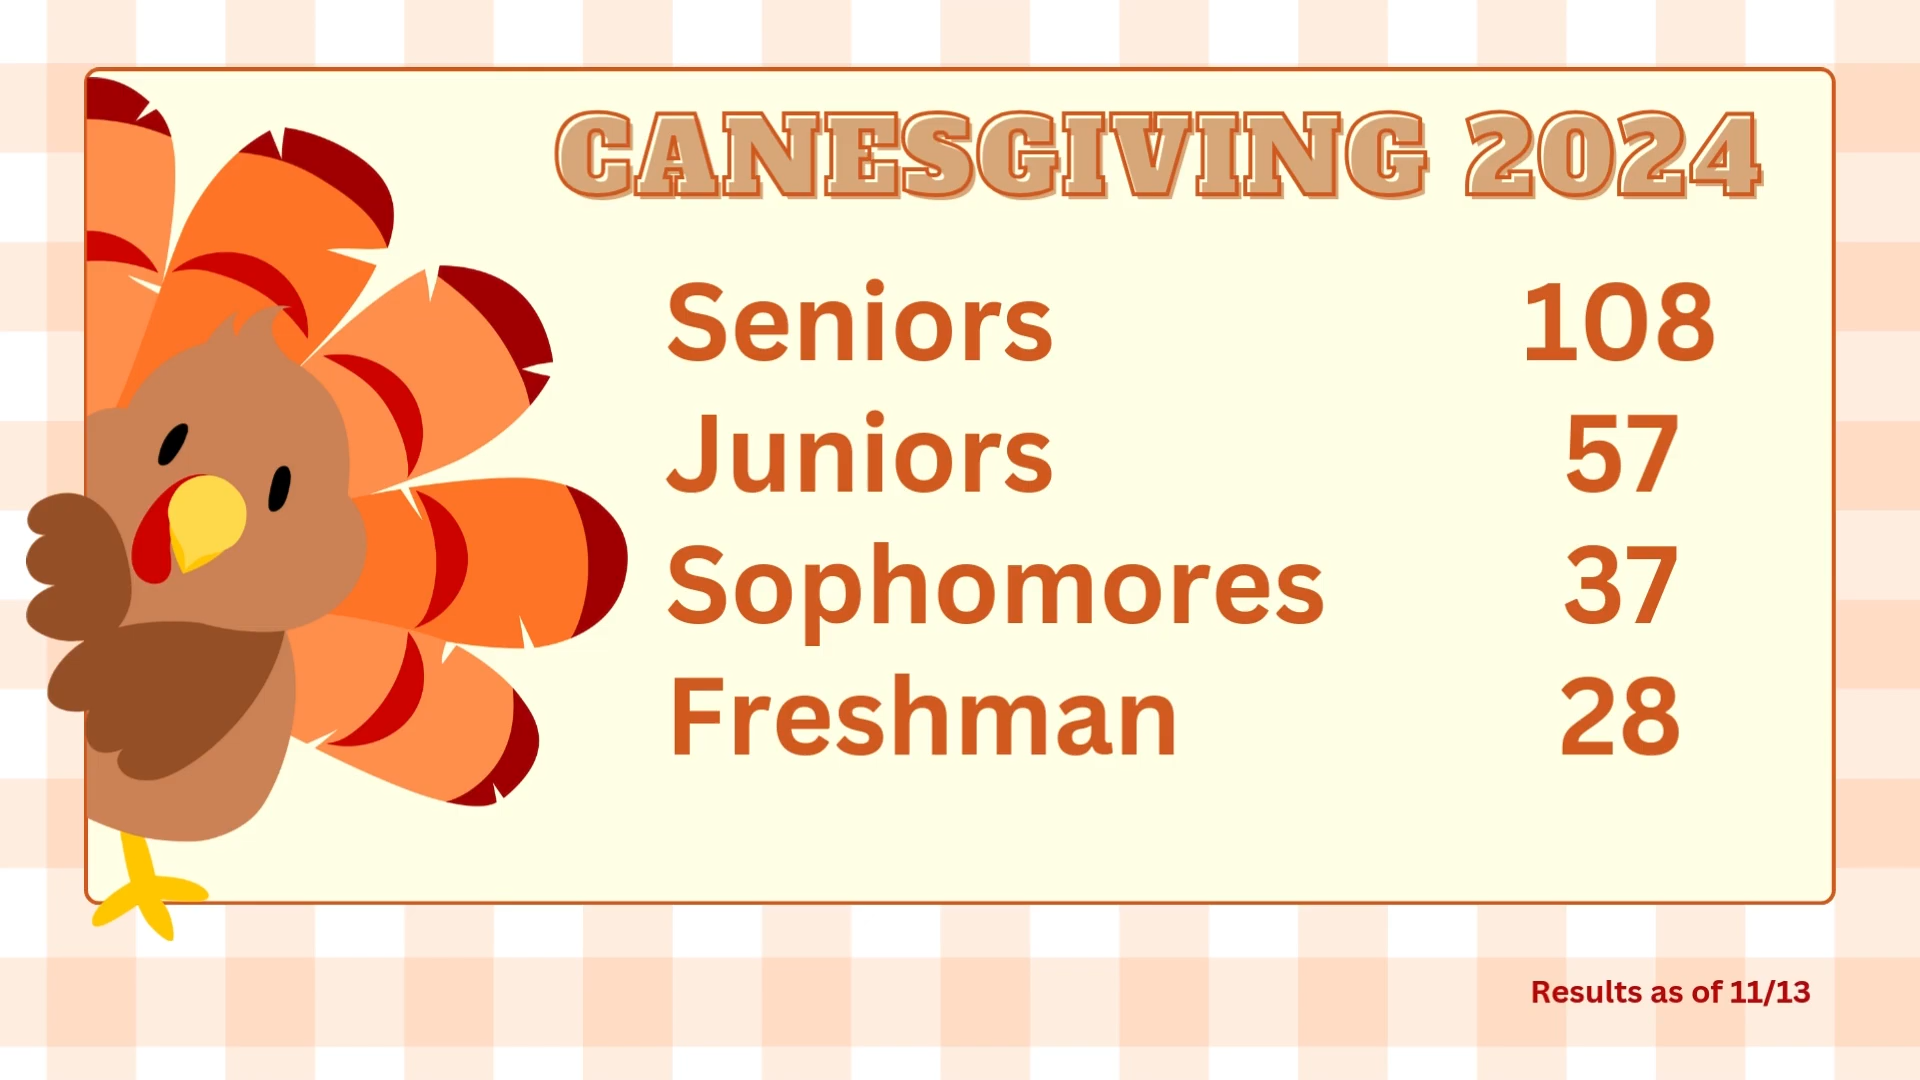 CANESGIVING 2024
Seniors 108
Juniors 57
Sophomores 37
Freshman 28
Results as of 11/13